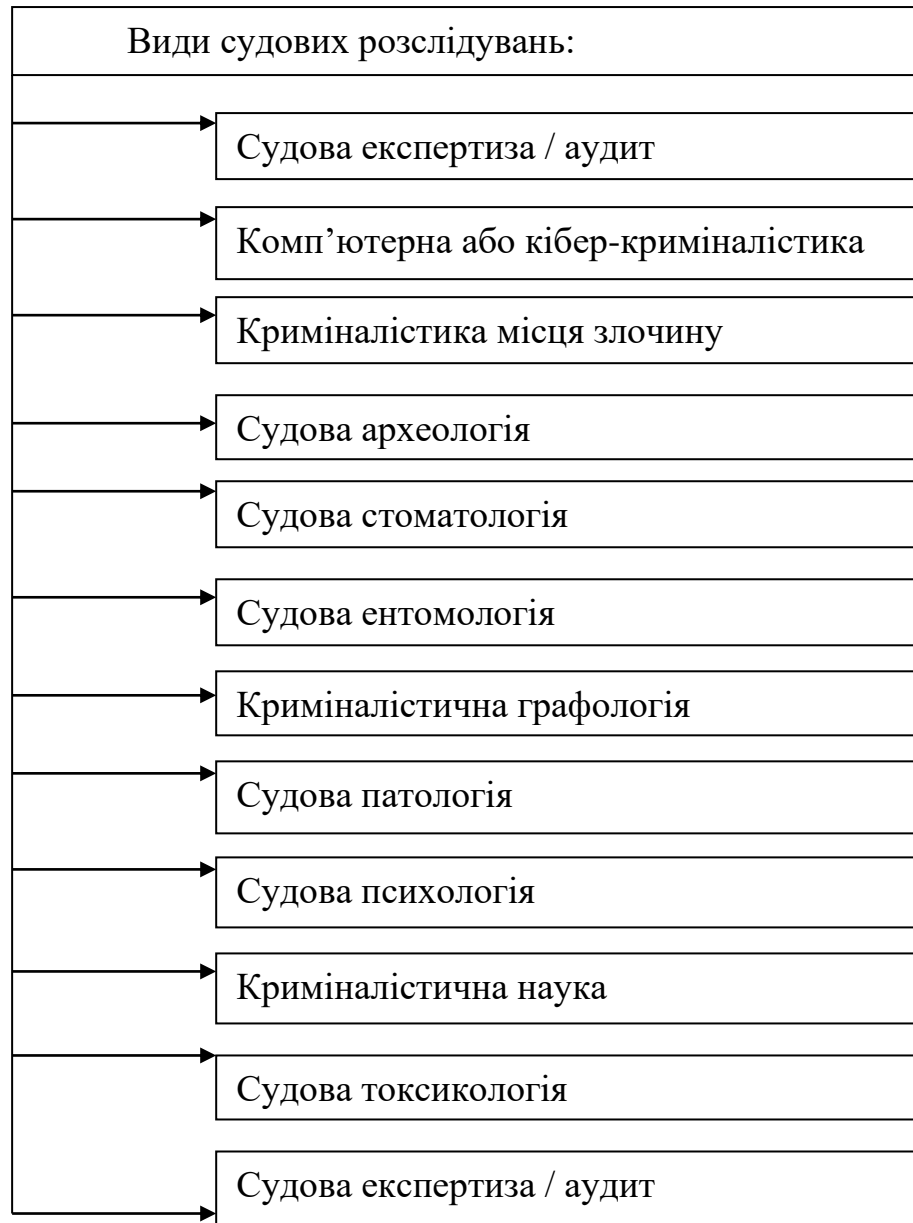 Види судових розслідувань:
Судова експертиза / аудит
Комп’ютерна або кібер-криміналістика
Криміналістика місця злочину
Судова археологія
Судова стоматологія
Судова ентомологія
Криміналістична графологія
Судова патологія
Судова психологія
Криміналістична наука
Судова токсикологія
Судова експертиза / аудит